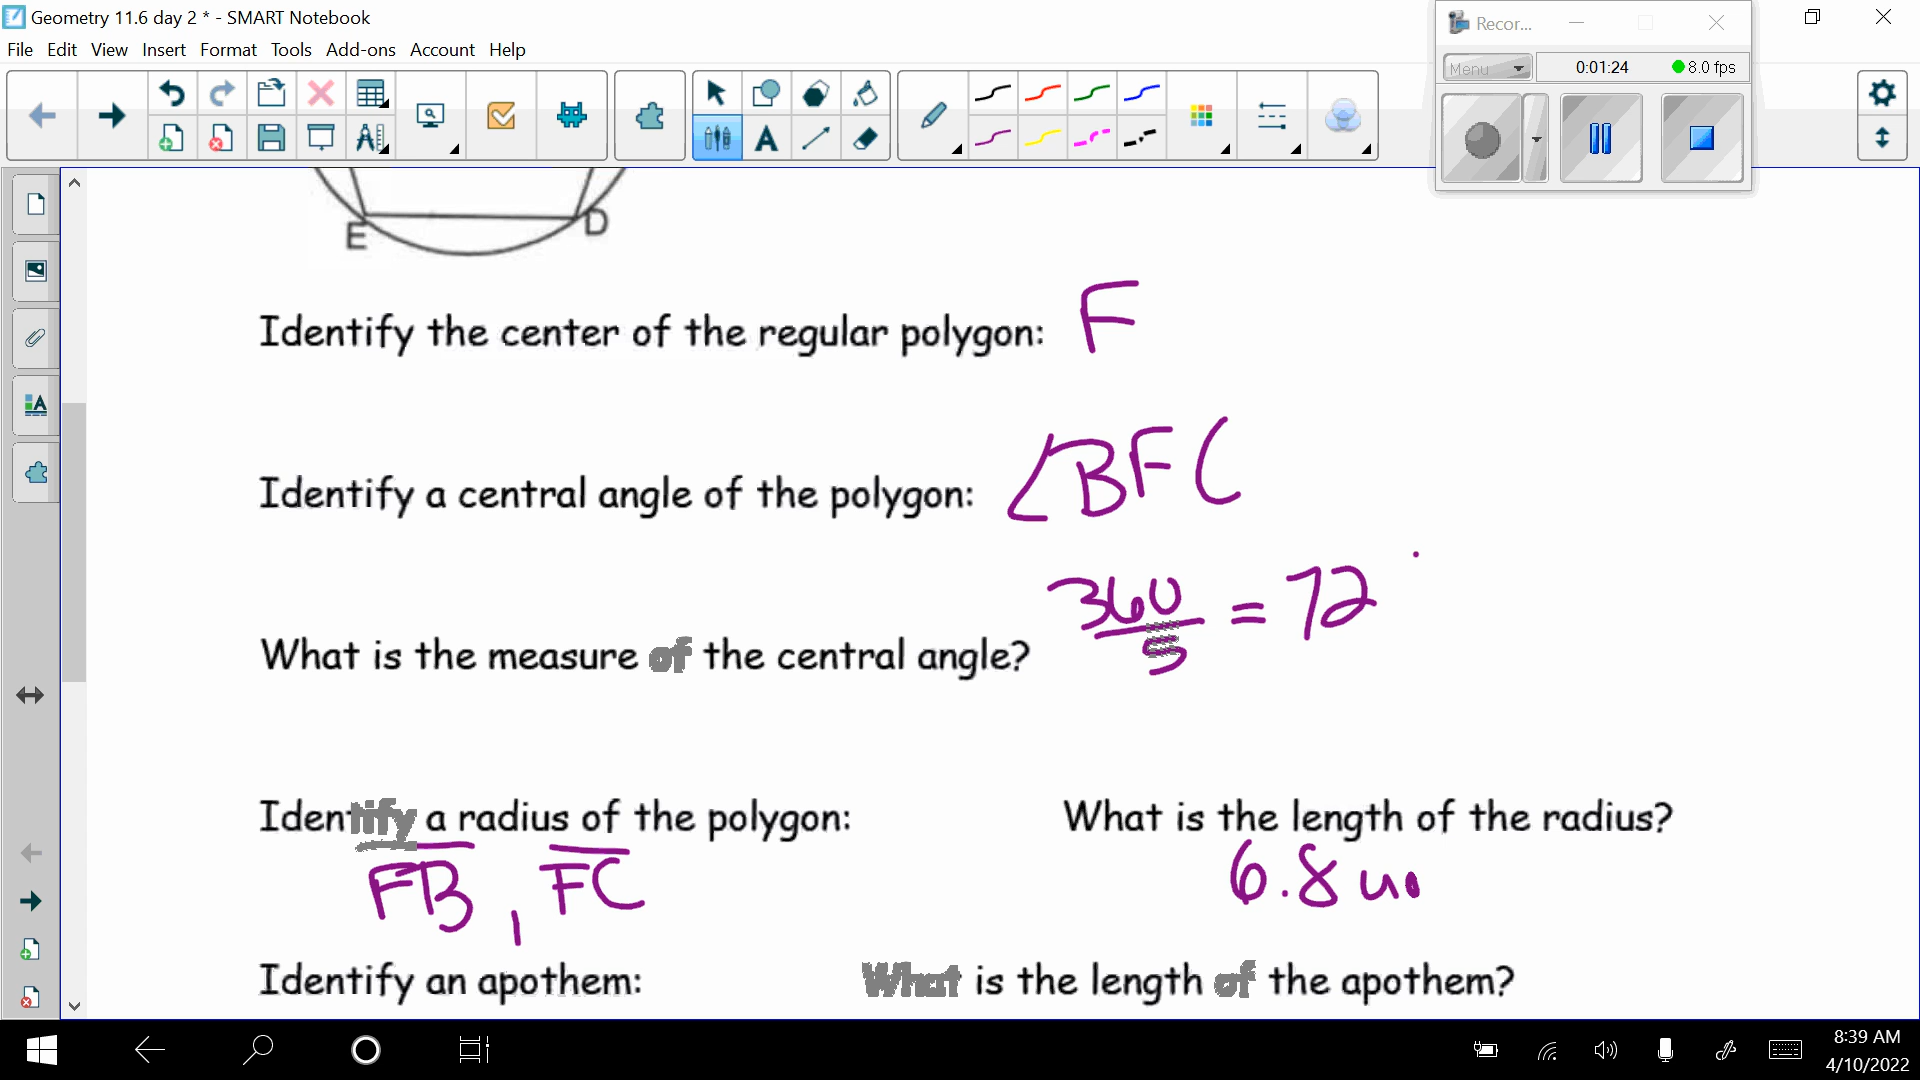 Geometry 11.6 day 2 * - SMART Notebook
File Edit View Insert Format Tools Add-ons Account Help
Recor...
Menu
0:01:24
8.0 fps
E
D
Identify the center of the regular polygon: F
Identify a central angle of the polygon: ∠BFC
360/5 = 72
What is the measure of the central angle?
Identify a radius of the polygon:
What is the length of the radius?
FB, FC
6.8
Identify an apothem:
What is the length of the apothem?
8:39 AM
4/10/2022